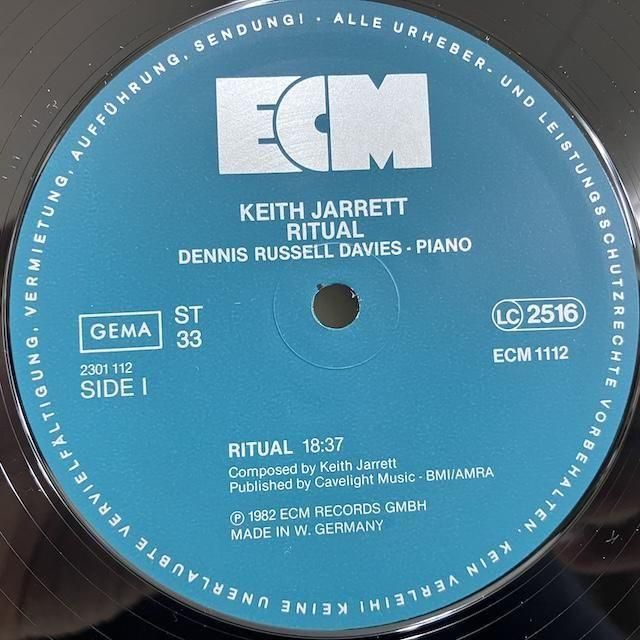 ALLE URHEBER- UND LEISTUNGSSCHUTZRECHTE VORBEHALTEN. KEIN VERLEIH! KEINE UNERLAUBTE VERVIELFÄLTIGUNG, VERMIETUNG, AUFFÜHRUNG, SENDUNG! ·
ECM
KEITH JARRETT
RITUAL
DENNIS RUSSELL DAVIES - PIANO
GEMA
ST
33
LC 2516
2301 112
SIDE I
ECM 1112
RITUAL 18:37
Composed by Keith Jarrett
Published by Cavelight Music - BMI/AMRA
℗ 1982 ECM RECORDS GMBH
MADE IN W. GERMANY